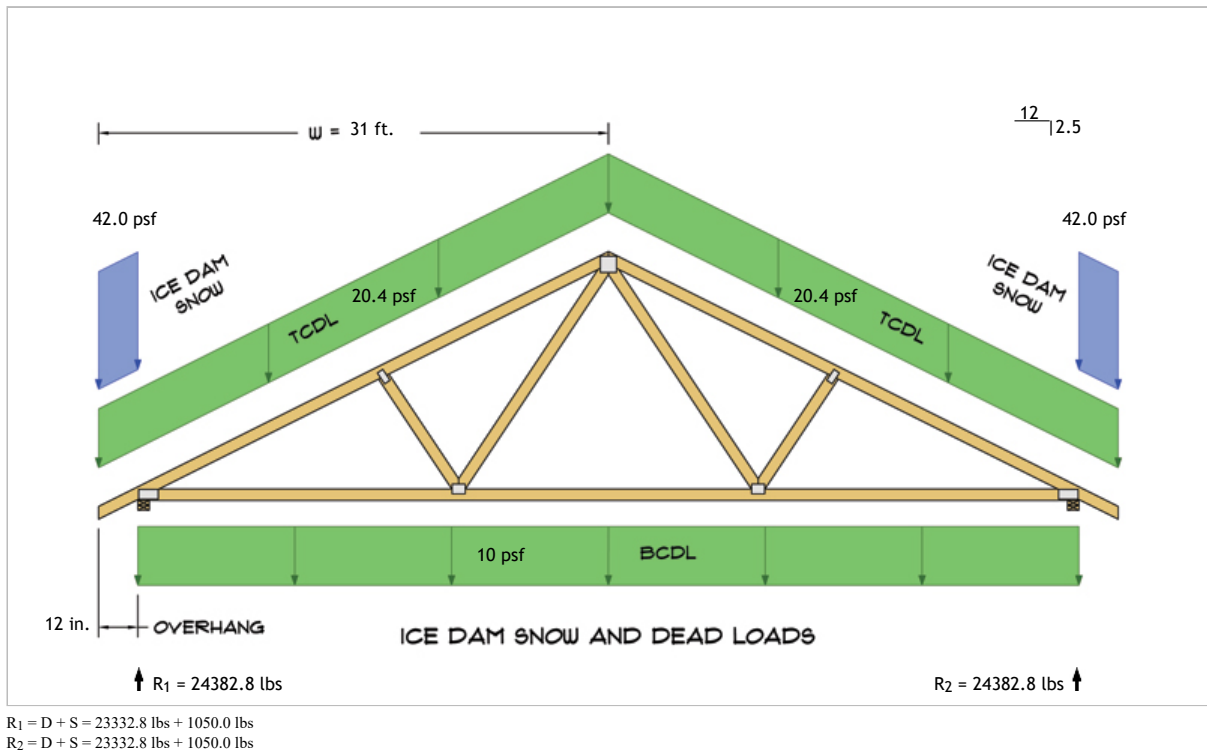 W = 31 ft.
12
2.5
42.0 psf
42.0 psf
ICE DAM
SNOW
ICE DAM
SNOW
20.4 psf
20.4 psf
TCDL
TCDL
10 psf
BCDL
12 in.
OVERHANG
ICE DAM SNOW AND DEAD LOADS
R1 = 24382.8 lbs
R2 = 24382.8 lbs
R1 = D + S = 23332.8 lbs + 1050.0 lbs
R2 = D + S = 23332.8 lbs + 1050.0 lbs